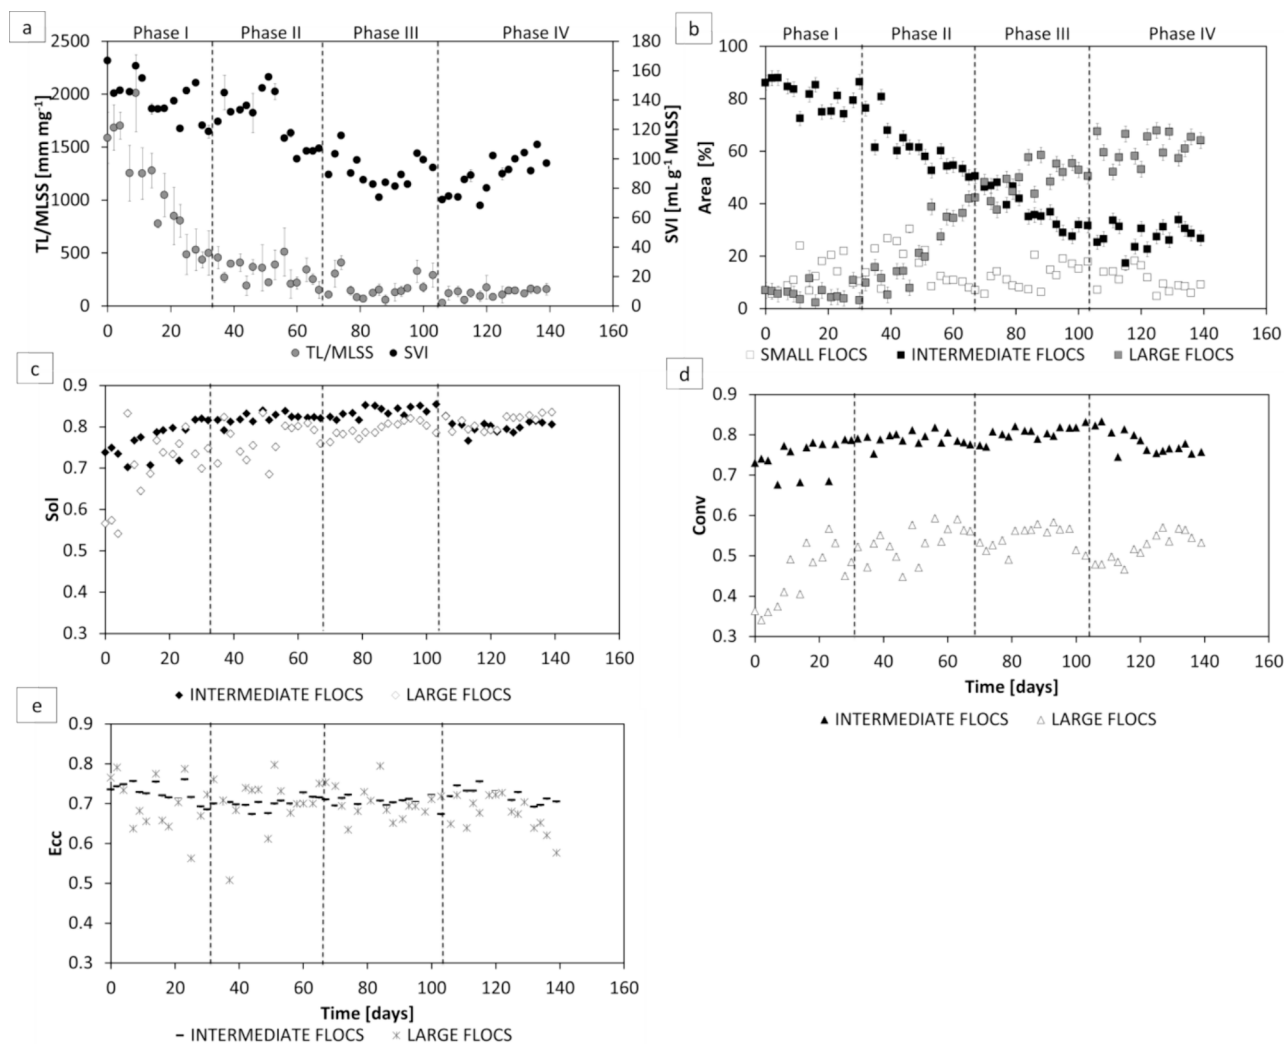 a
Phase I Phase II Phase III Phase IV
2500 2000 1500 1000 500 0
TL/MLSS [mm mg⁻¹]
180 160 140 120 100 80 60 40 20 0
SVI [mL g⁻¹ MLSS]
0 20 40 60 80 100 120 140 160
TL/MLSS SVI
b
Phase I Phase II Phase III Phase IV
100 80 60 40 20 0
Area [%]
0 20 40 60 80 100 120 140 160
SMALL FLOCS INTERMEDIATE FLOCS LARGE FLOCS
c
0.9 0.8 0.7 0.6 0.5 0.4 0.3
Sol
0 20 40 60 80 100 120 140 160
INTERMEDIATE FLOCS LARGE FLOCS
d
0.9 0.8 0.7 0.6 0.5 0.4 0.3
Conv
0 20 40 60 80 100 120 140 160
Time [days]
INTERMEDIATE FLOCS LARGE FLOCS
e
0.9 0.8 0.7 0.6 0.5 0.4 0.3
Ecc
0 20 40 60 80 100 120 140 160
Time [days]
INTERMEDIATE FLOCS LARGE FLOCS